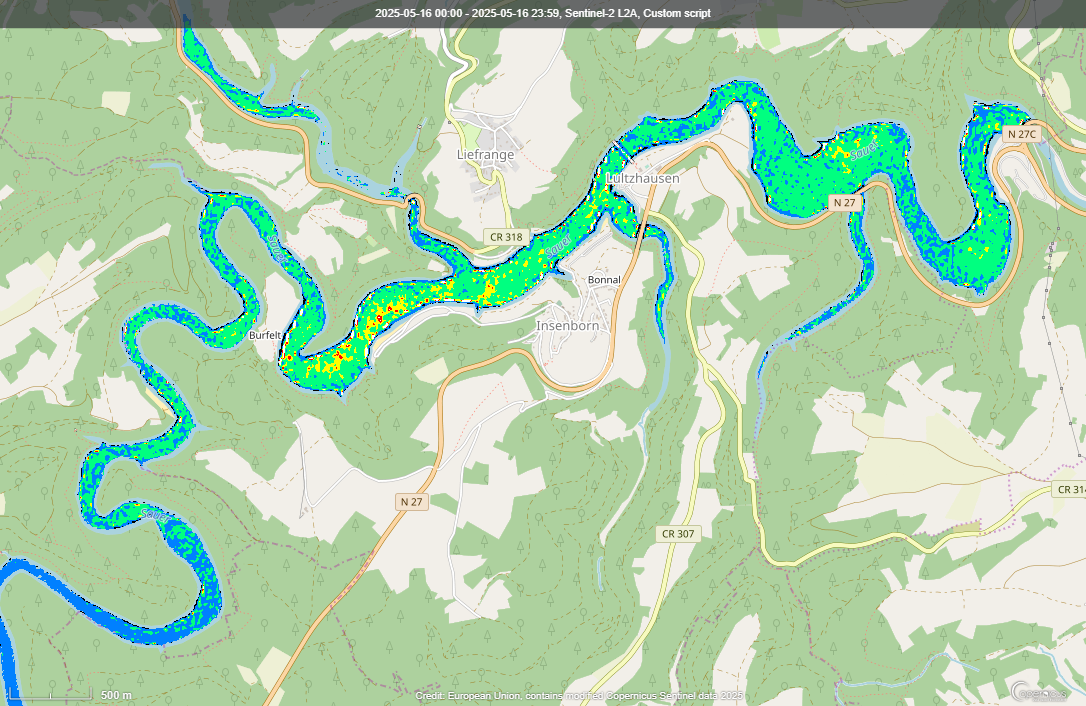 2025-05-16 00:00 - 2025-05-16 23:59, Sentinel-2 L2A, Custom script
N 27C
Liefrange
Sauer
Lultzhausen
N 27
CR 318
Sauer
Sauer
Bonnal
Insenborn
Burfelt
CR 314
N 27
Sauer
CR 307
500 m
Credit: European Union, contains modified Copernicus Sentinel data 2025